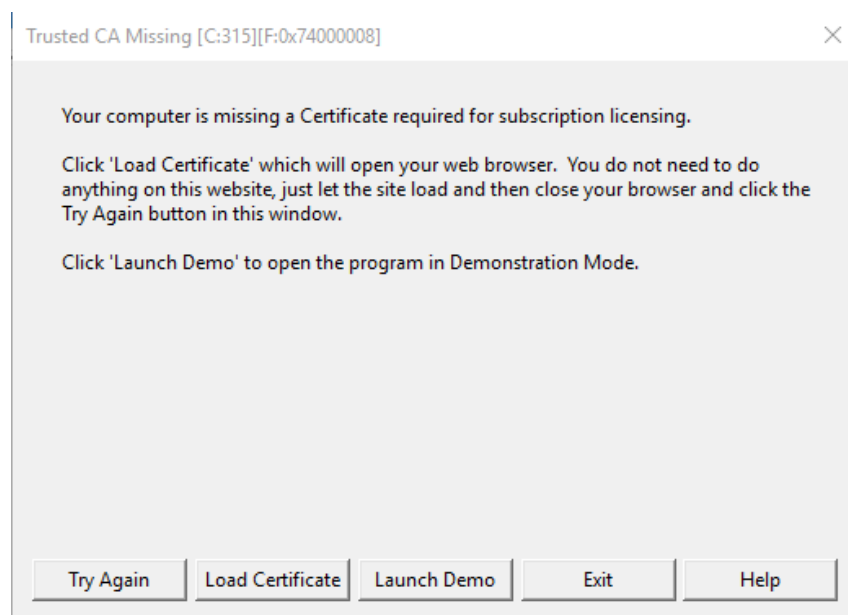 Trusted CA Missing [C:315][F:0x74000008]
Your computer is missing a Certificate required for subscription licensing.
Click 'Load Certificate' which will open your web browser.  You do not need to do
anything on this website, just let the site load and then close your browser and click the
Try Again button in this window.
Click 'Launch Demo' to open the program in Demonstration Mode.
Try Again
Load Certificate
Launch Demo
Exit
Help